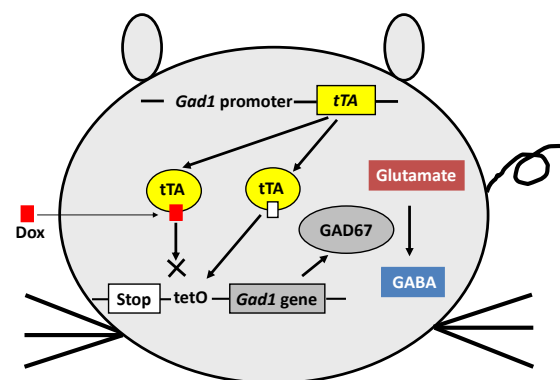 Gad1 promoter
tTA
tTA
tTA
Glutamate
Dox
GAD67
GABA
Stop
tetO
Gad1 gene